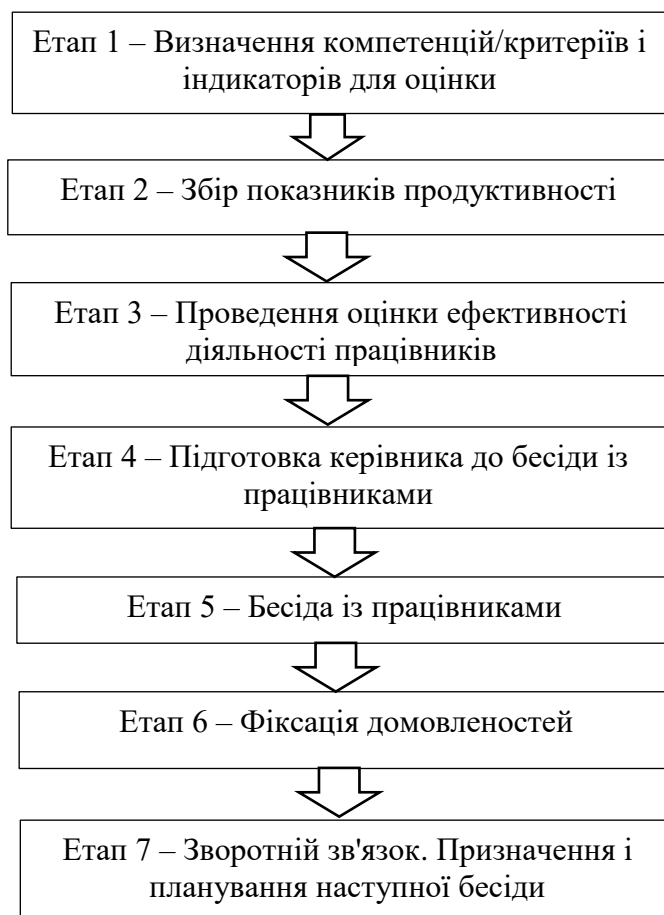 Етап 1 – Визначення компетенцій/критеріїв і
індикаторів для оцінки
Етап 2 – Збір показників продуктивності
Етап 3 – Проведення оцінки ефективності
діяльності працівників
Етап 4 – Підготовка керівника до бесіди із
працівниками
Етап 5 – Бесіда із працівниками
Етап 6 – Фіксація домовленостей
Етап 7 – Зворотній зв'язок. Призначення і
планування наступної бесіди